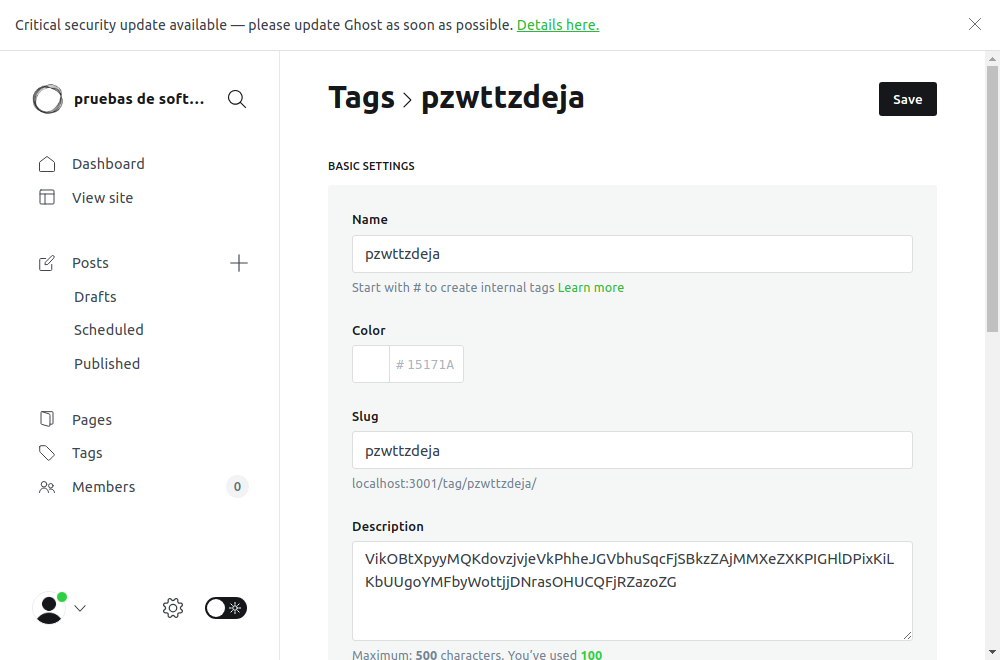 Critical security update available — please update Ghost as soon as possible. Details here.
pruebas de soft...
Dashboard
View site
Posts
Drafts
Scheduled
Published
Pages
Tags
Members 0
Tags > pzwttzdeja
Save
BASIC SETTINGS
Name
pzwttzdeja
Start with # to create internal tags Learn more
Color
# 15171A
Slug
pzwttzdeja
localhost:3001/tag/pzwttzdeja/
Description
VikOBtXpyyMQKdovzjvjeVkPhheJGVbhuSqcFjSBkzZAjMMXeZXKPIGHlDPixKiL
KbUUgoYMFbyWottjjDNrasOHUCQFjRZazoZG
Maximum: 500 characters. You've used 100